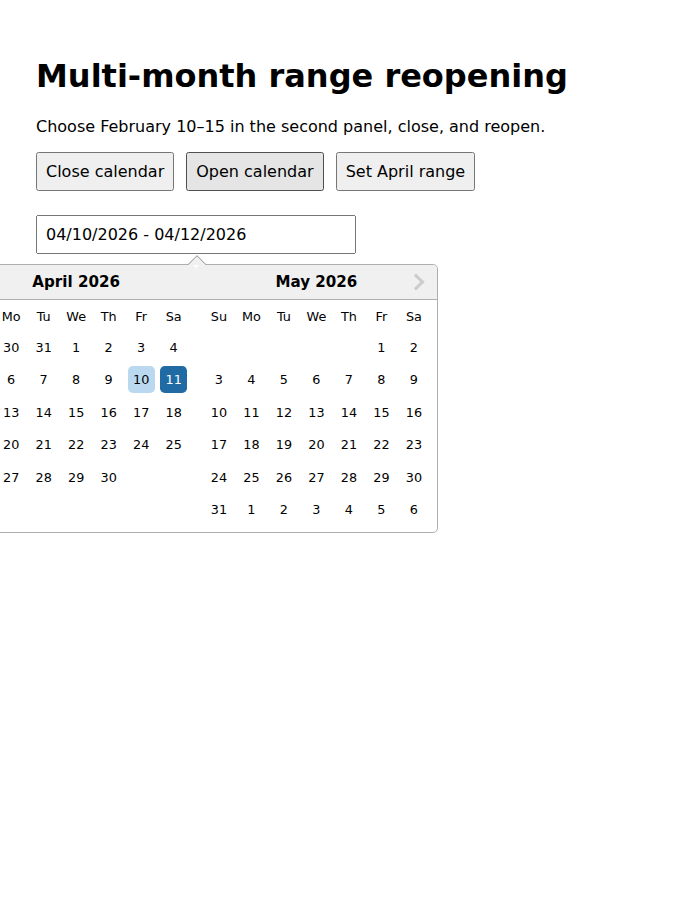 Multi-month range reopening
Choose February 10–15 in the second panel, close, and reopen.
Close calendar Open calendar Set April range
04/10/2026 - 04/12/2026
April 2026 May 2026
Mo Tu We Th Fr Sa Su Mo Tu We Th Fr Sa
30 31 1 2 3 4 1 2
6 7 8 9 10 11 3 4 5 6 7 8 9
13 14 15 16 17 18 10 11 12 13 14 15 16
20 21 22 23 24 25 17 18 19 20 21 22 23
27 28 29 30 24 25 26 27 28 29 30
31 1 2 3 4 5 6